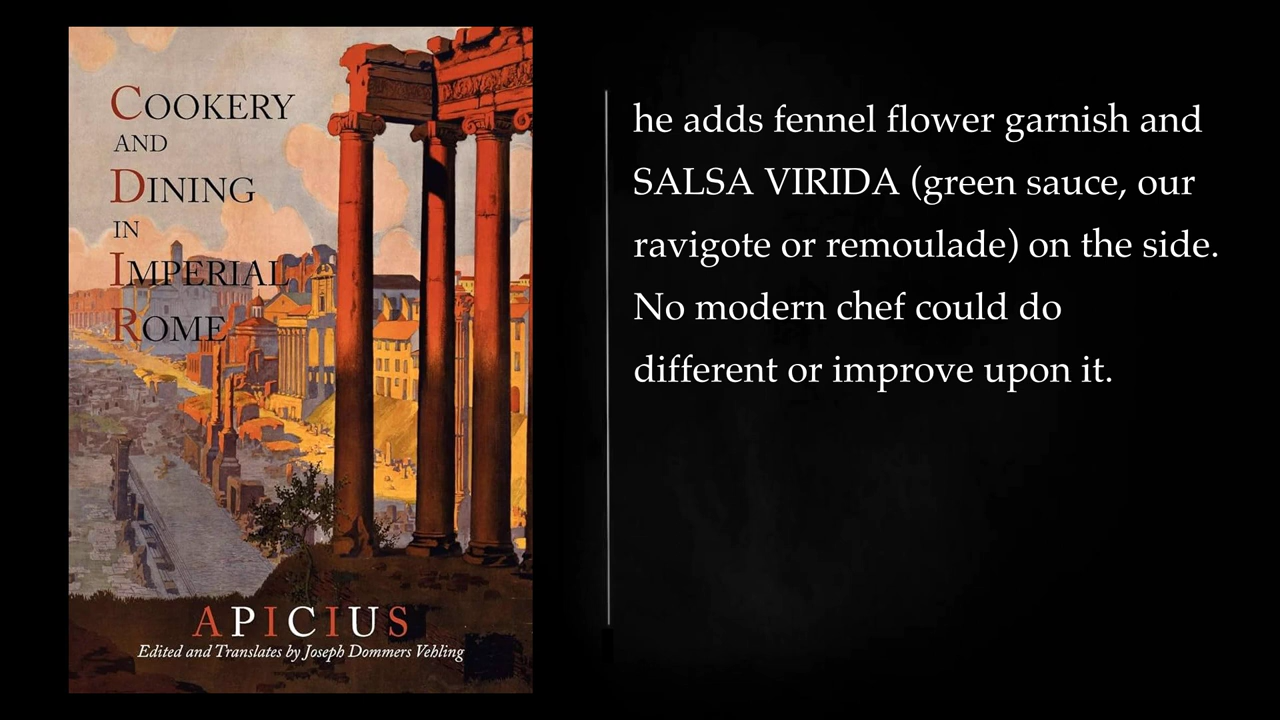 COOKERY
AND
DINING
IN
IMPERIAL
ROME
APICIUS
Edited and Translates by Joseph Dommers Vehling
he adds fennel flower garnish and
SALSA VIRIDA (green sauce, our
ravigote or remoulade) on the side.
No modern chef could do
different or improve upon it.